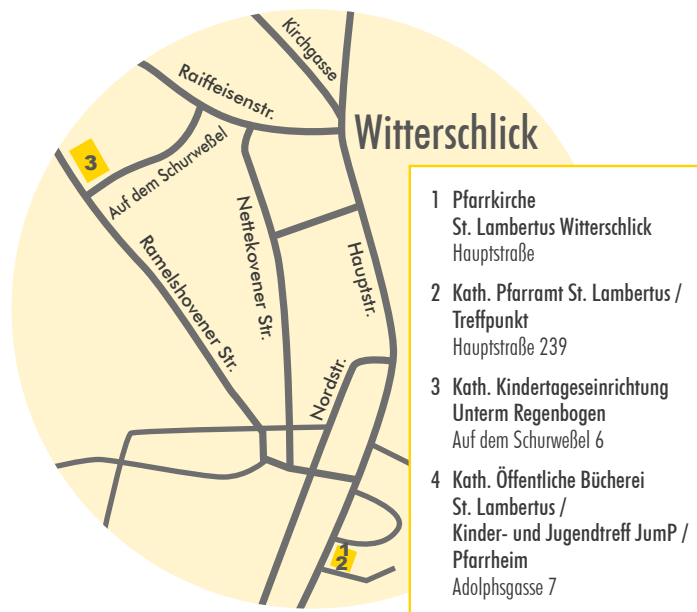 Kirchgasse
Raiffeisenstr.
Witterschlick
3
Auf dem Schurweßel
Nettekovener Str.
Ramelshovener Str.
Hauptstr.
Nordstr.
1
2
1 Pfarrkirche
St. Lambertus Witterschlick
Hauptstraße
2 Kath. Pfarramt St. Lambertus /
Treffpunkt
Hauptstraße 239
3 Kath. Kindertageseinrichtung
Unterm Regenbogen
Auf dem Schurweßel 6
4 Kath. Öffentliche Bücherei
St. Lambertus /
Kinder- und Jugendtreff JumP /
Pfarrheim
Adolphsgasse 7